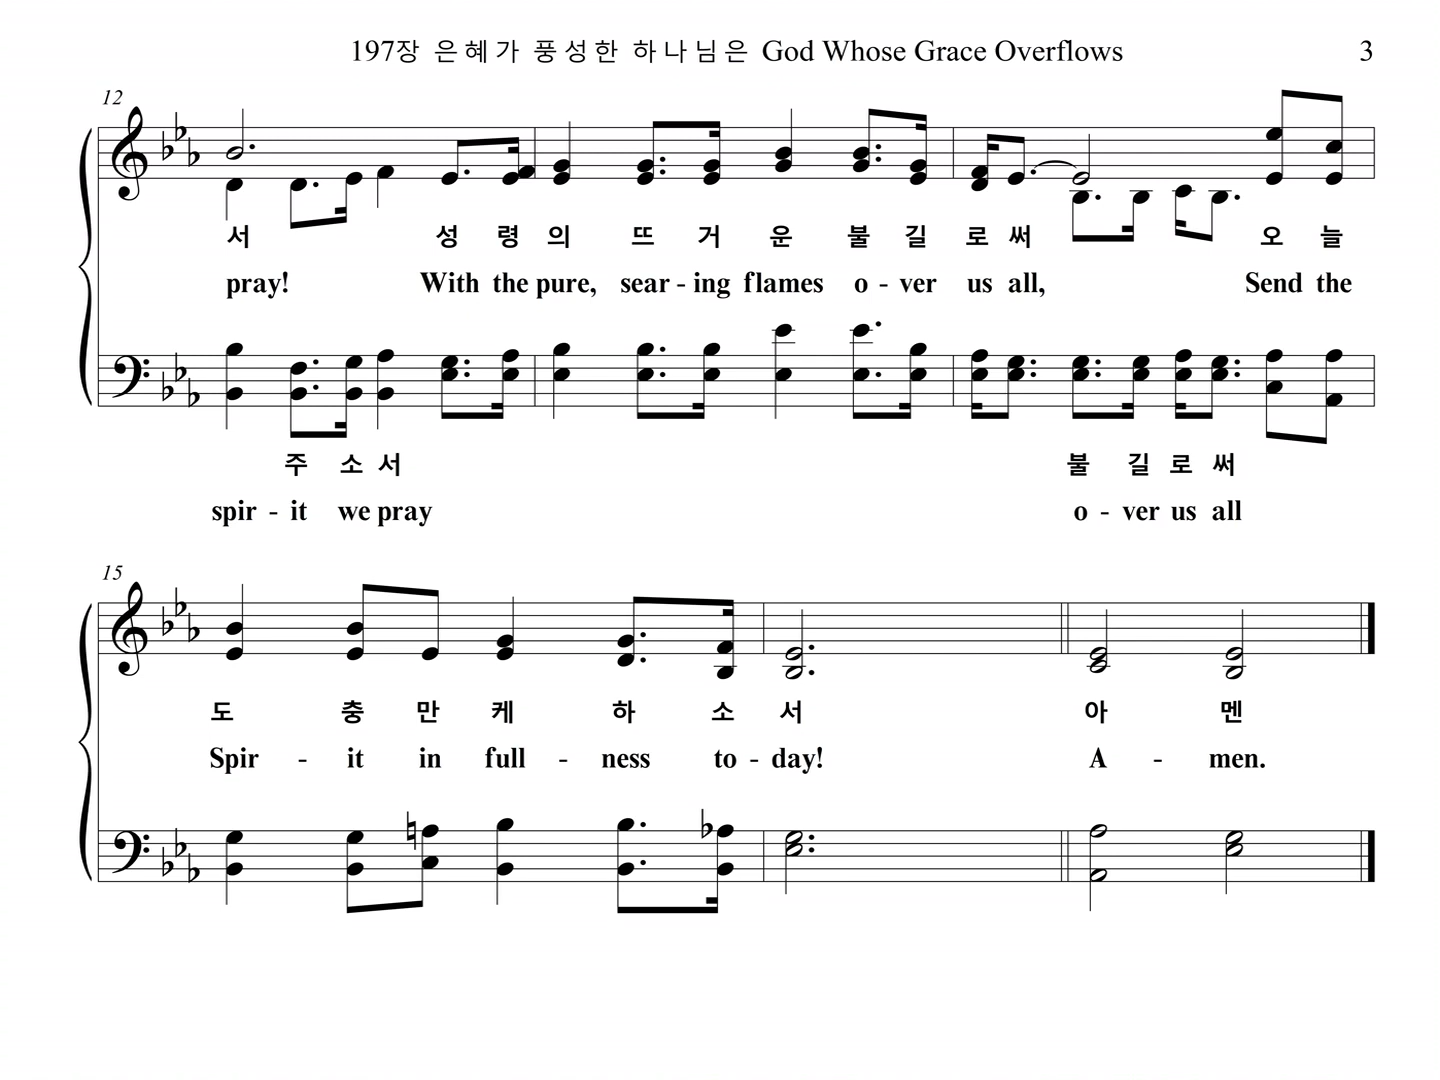 197장 은혜가 풍성한 하나님은 God Whose Grace Overflows 3
12
서 성 령 의 뜨 거 운 불 길 로 써 오 늘
pray! With the pure, sear - ing flames o - ver us all, Send the
주 소 서 불 길 로 써
spir - it we pray o - ver us all
15
도 충 만 케 하 소 서 아 멘
Spir - it in full - ness to - day! A - men.